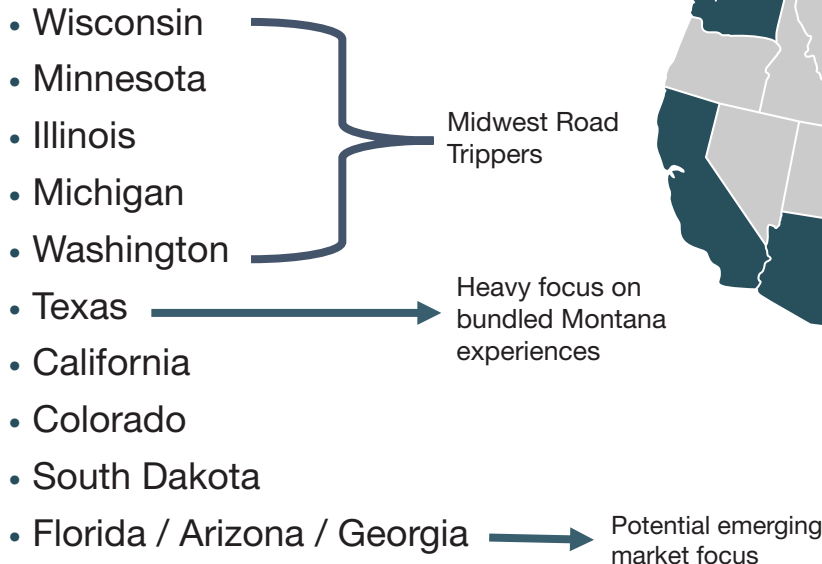 • Wisconsin
• Minnesota
• Illinois
• Michigan
• Washington
Midwest Road
Trippers
• Texas
Heavy focus on
bundled Montana
experiences
• California
• Colorado
• South Dakota
• Florida / Arizona / Georgia
Potential emerging
market focus